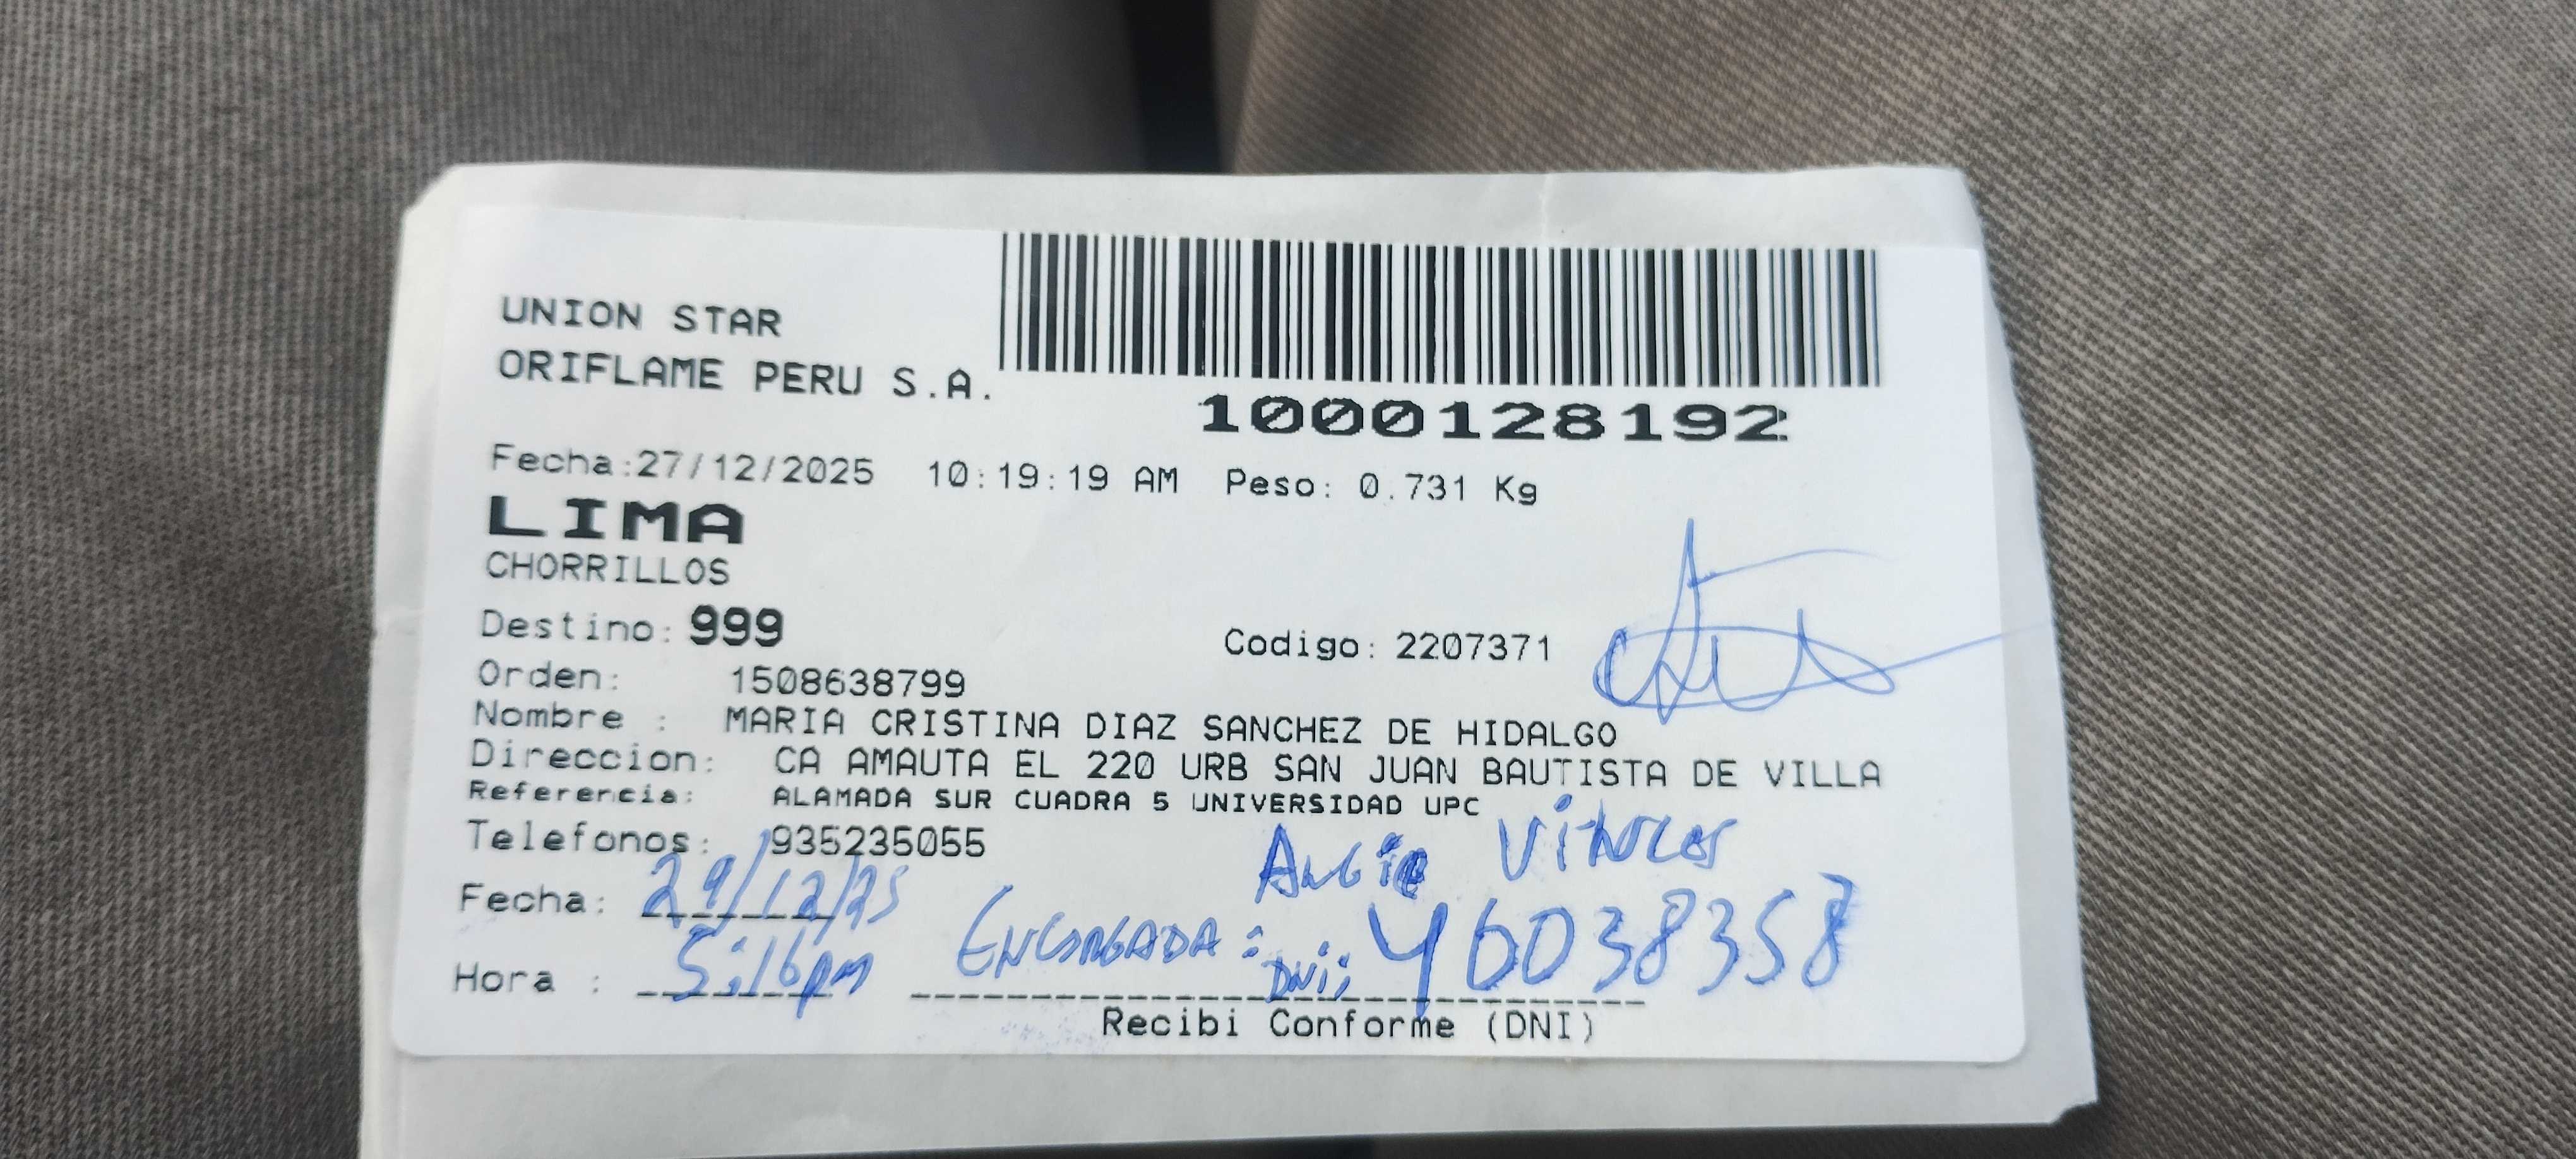 UNION STAR
ORIFLAME PERU S.A.
1000128192
Fecha:27/12/2025 10:19:19 AM Peso: 0.731 Kg
LIMA
CHORRILLOS
Destino: 999
Codigo: 2207371
Orden: 1508638799
Nombre : MARIA CRISTINA DIAZ SANCHEZ DE HIDALGO
Direccion: CA AMAUTA EL 220 URB SAN JUAN BAUTISTA DE VILLA
Referencia: ALAMADA SUR CUADRA 5 UNIVERSIDAD UPC
Telefonos: 935235055
Angie
Fecha: 29/12/25
ENCARGADA: DNI: 46038358
Hora : 5:16pm
Recibi Conforme (DNI)